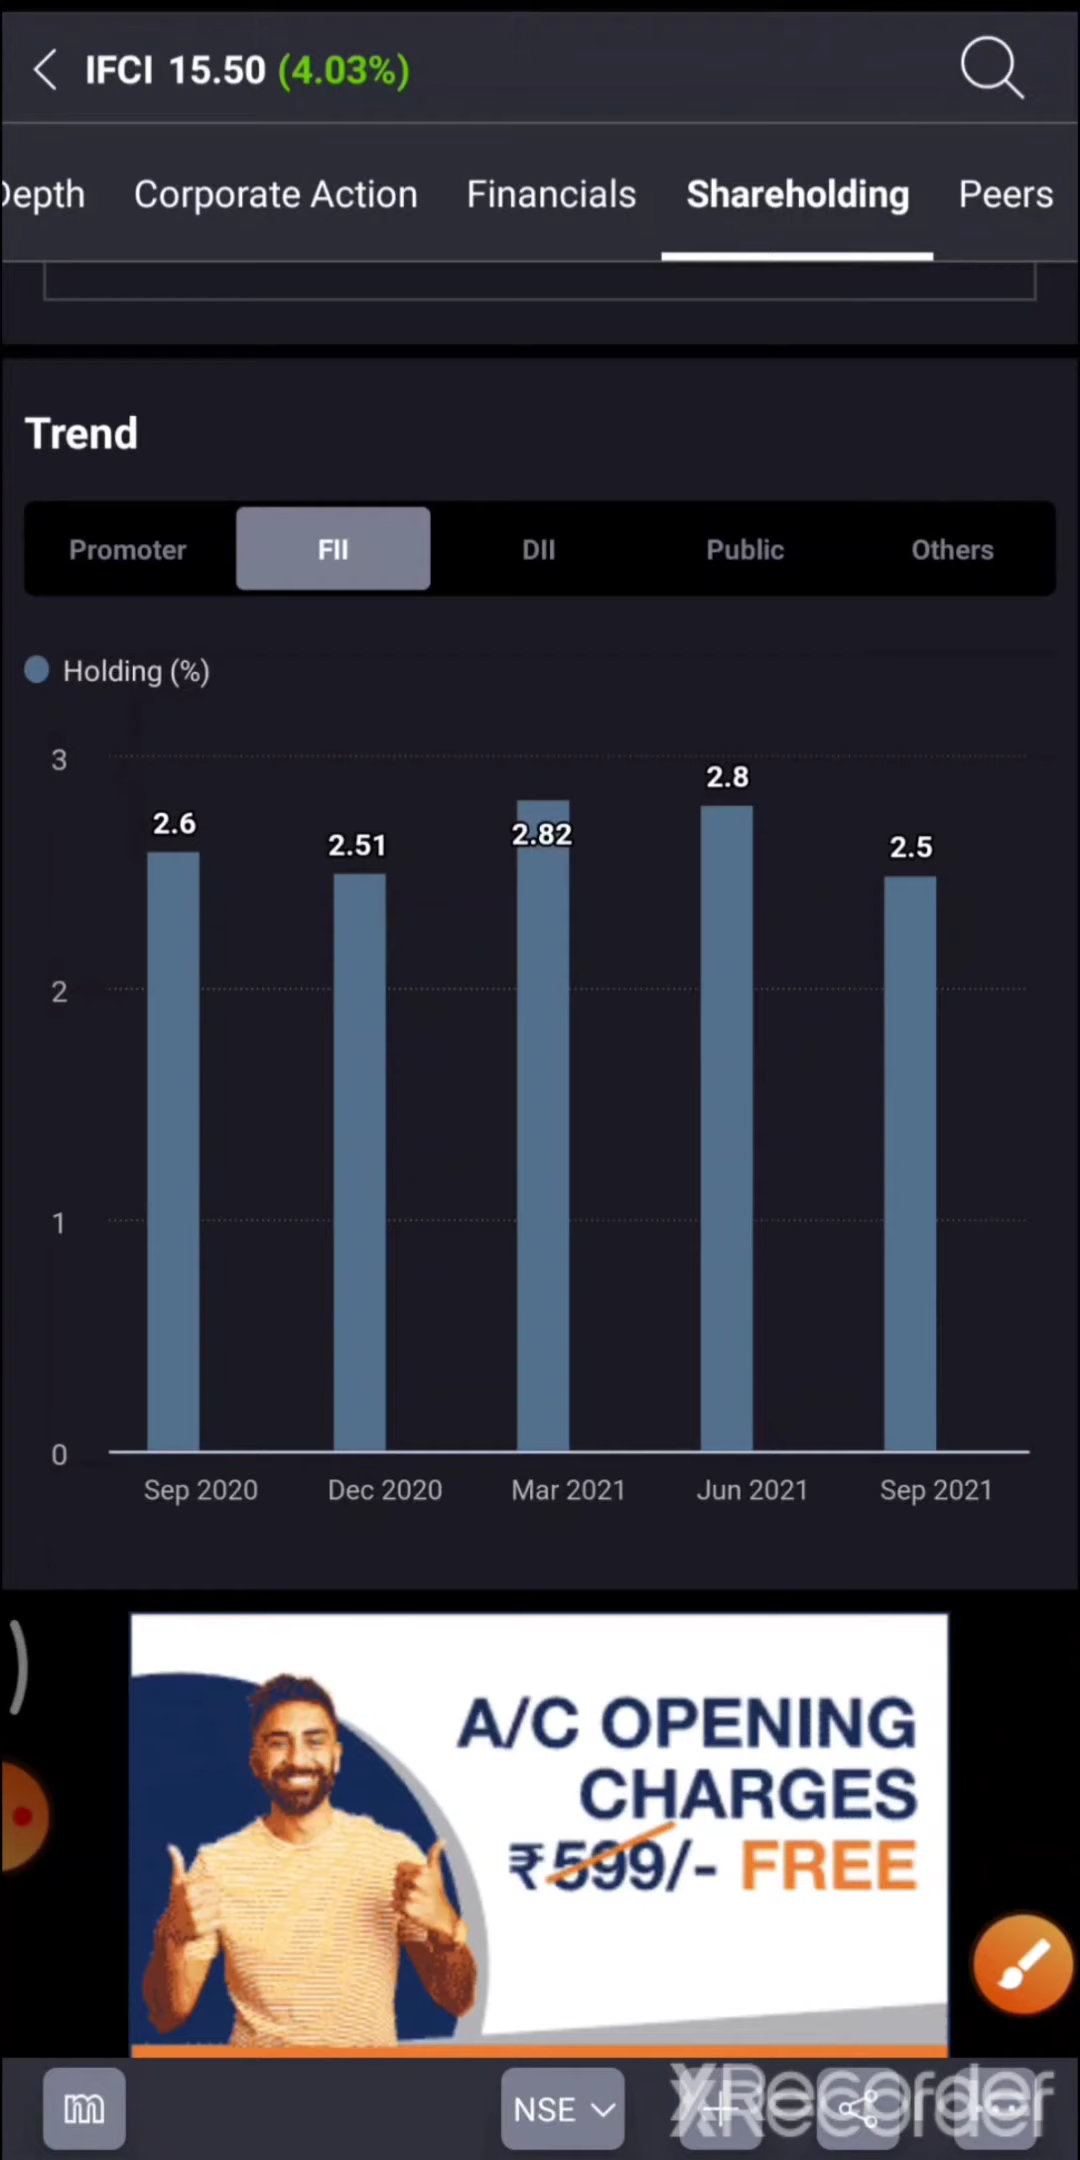 IFCI 15.50 (4.03%)
Depth Corporate Action Financials Shareholding Peers
Trend
Promoter FII DII Public Others
Holding (%)
3
2.8
2.6
2.51
2.82
2.5
2
1
0
Sep 2020 Dec 2020 Mar 2021 Jun 2021 Sep 2021
A/C OPENING
CHARGES
₹599/- FREE
m NSE XRecorder